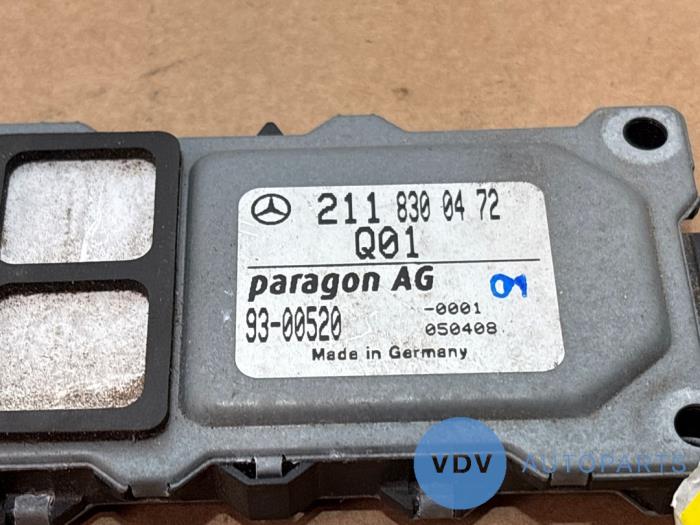 211 830 04 72
Q01
paragon AG
01
93-00520
-0001
050408
Made in Germany
VDV AUTOPARTS